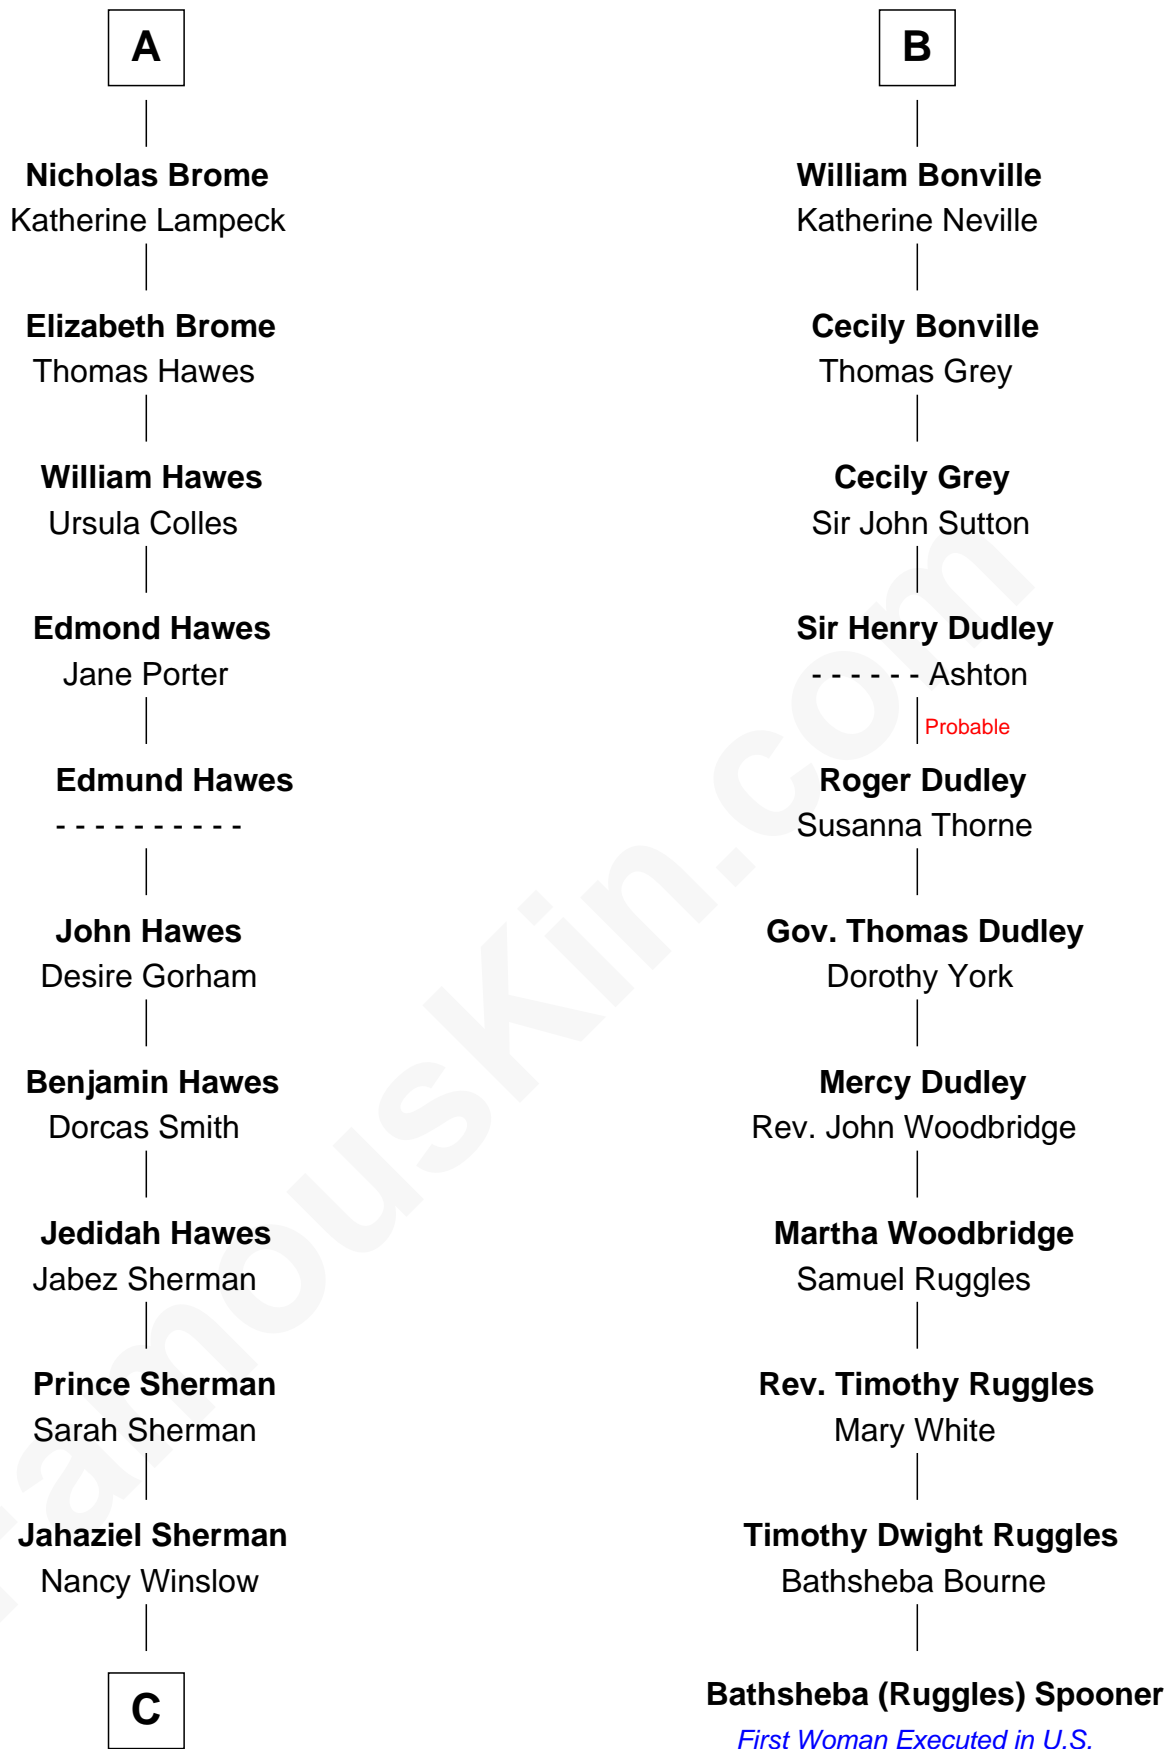 A
Nicholas Brome
Katherine Lampeck
Elizabeth Brome
Thomas Hawes
William Hawes
Ursula Colles
Edmond Hawes
Jane Porter
Edmund Hawes
- - - - - - - - - -
John Hawes
Desire Gorham
Benjamin Hawes
Dorcas Smith
Jedidah Hawes
Jabez Sherman
Prince Sherman
Sarah Sherman
Jahaziel Sherman
Nancy Winslow
C
B
William Bonville
Katherine Neville
Cecily Bonville
Thomas Grey
Cecily Grey
Sir John Sutton
Sir Henry Dudley
- - - - - - Ashton
Probable
Roger Dudley
Susanna Thorne
Gov. Thomas Dudley
Dorothy York
Mercy Dudley
Rev. John Woodbridge
Martha Woodbridge
Samuel Ruggles
Rev. Timothy Ruggles
Mary White
Timothy Dwight Ruggles
Bathsheba Bourne
Bathsheba (Ruggles) Spooner
First Woman Executed in U.S.
FamousKin.com